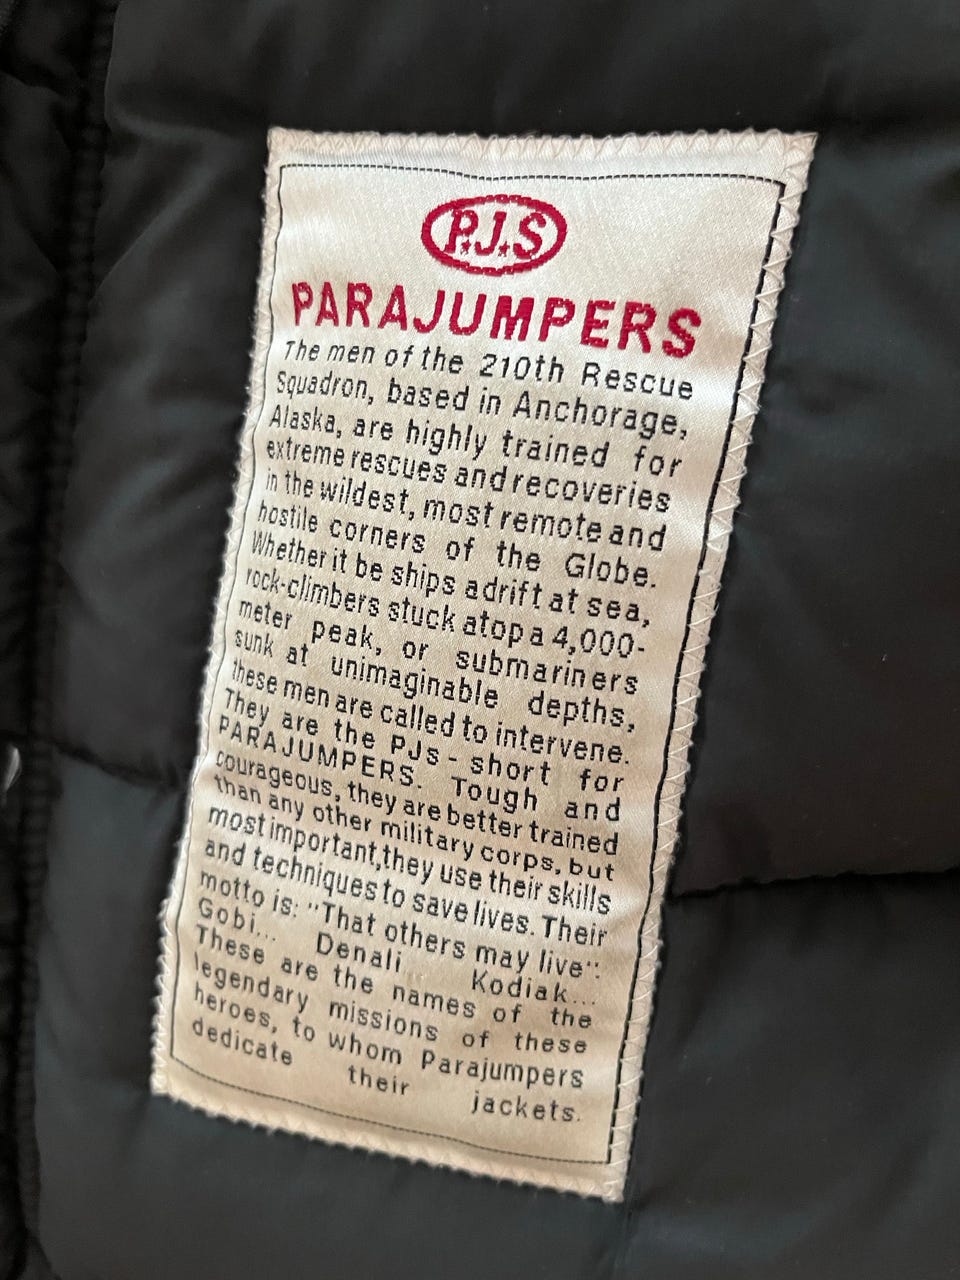 P.J.S
PARAJUMPERS
The men of the 210th Rescue
Squadron, based in Anchorage,
Alaska, are highly trained for
extreme rescues and recoveries
in the wildest, most remote and
hostile corners of the Globe.
Whether it be ships adrift at sea,
rock-climbers stuck atop a 4,000-
meter peak, or submariners
sunk at unimaginable depths,
these men are called to intervene.
They are the PJs - short for
PARAJUMPERS. Tough and
courageous, they are better trained
than any other military corps, but
most important, they use their skills
and techniques to save lives. Their
motto is: "That others may live":
Gobi... Denali Kodiak...
These are the names of the
legendary missions of these
heroes, to whom Parajumpers
dedicate their jackets.